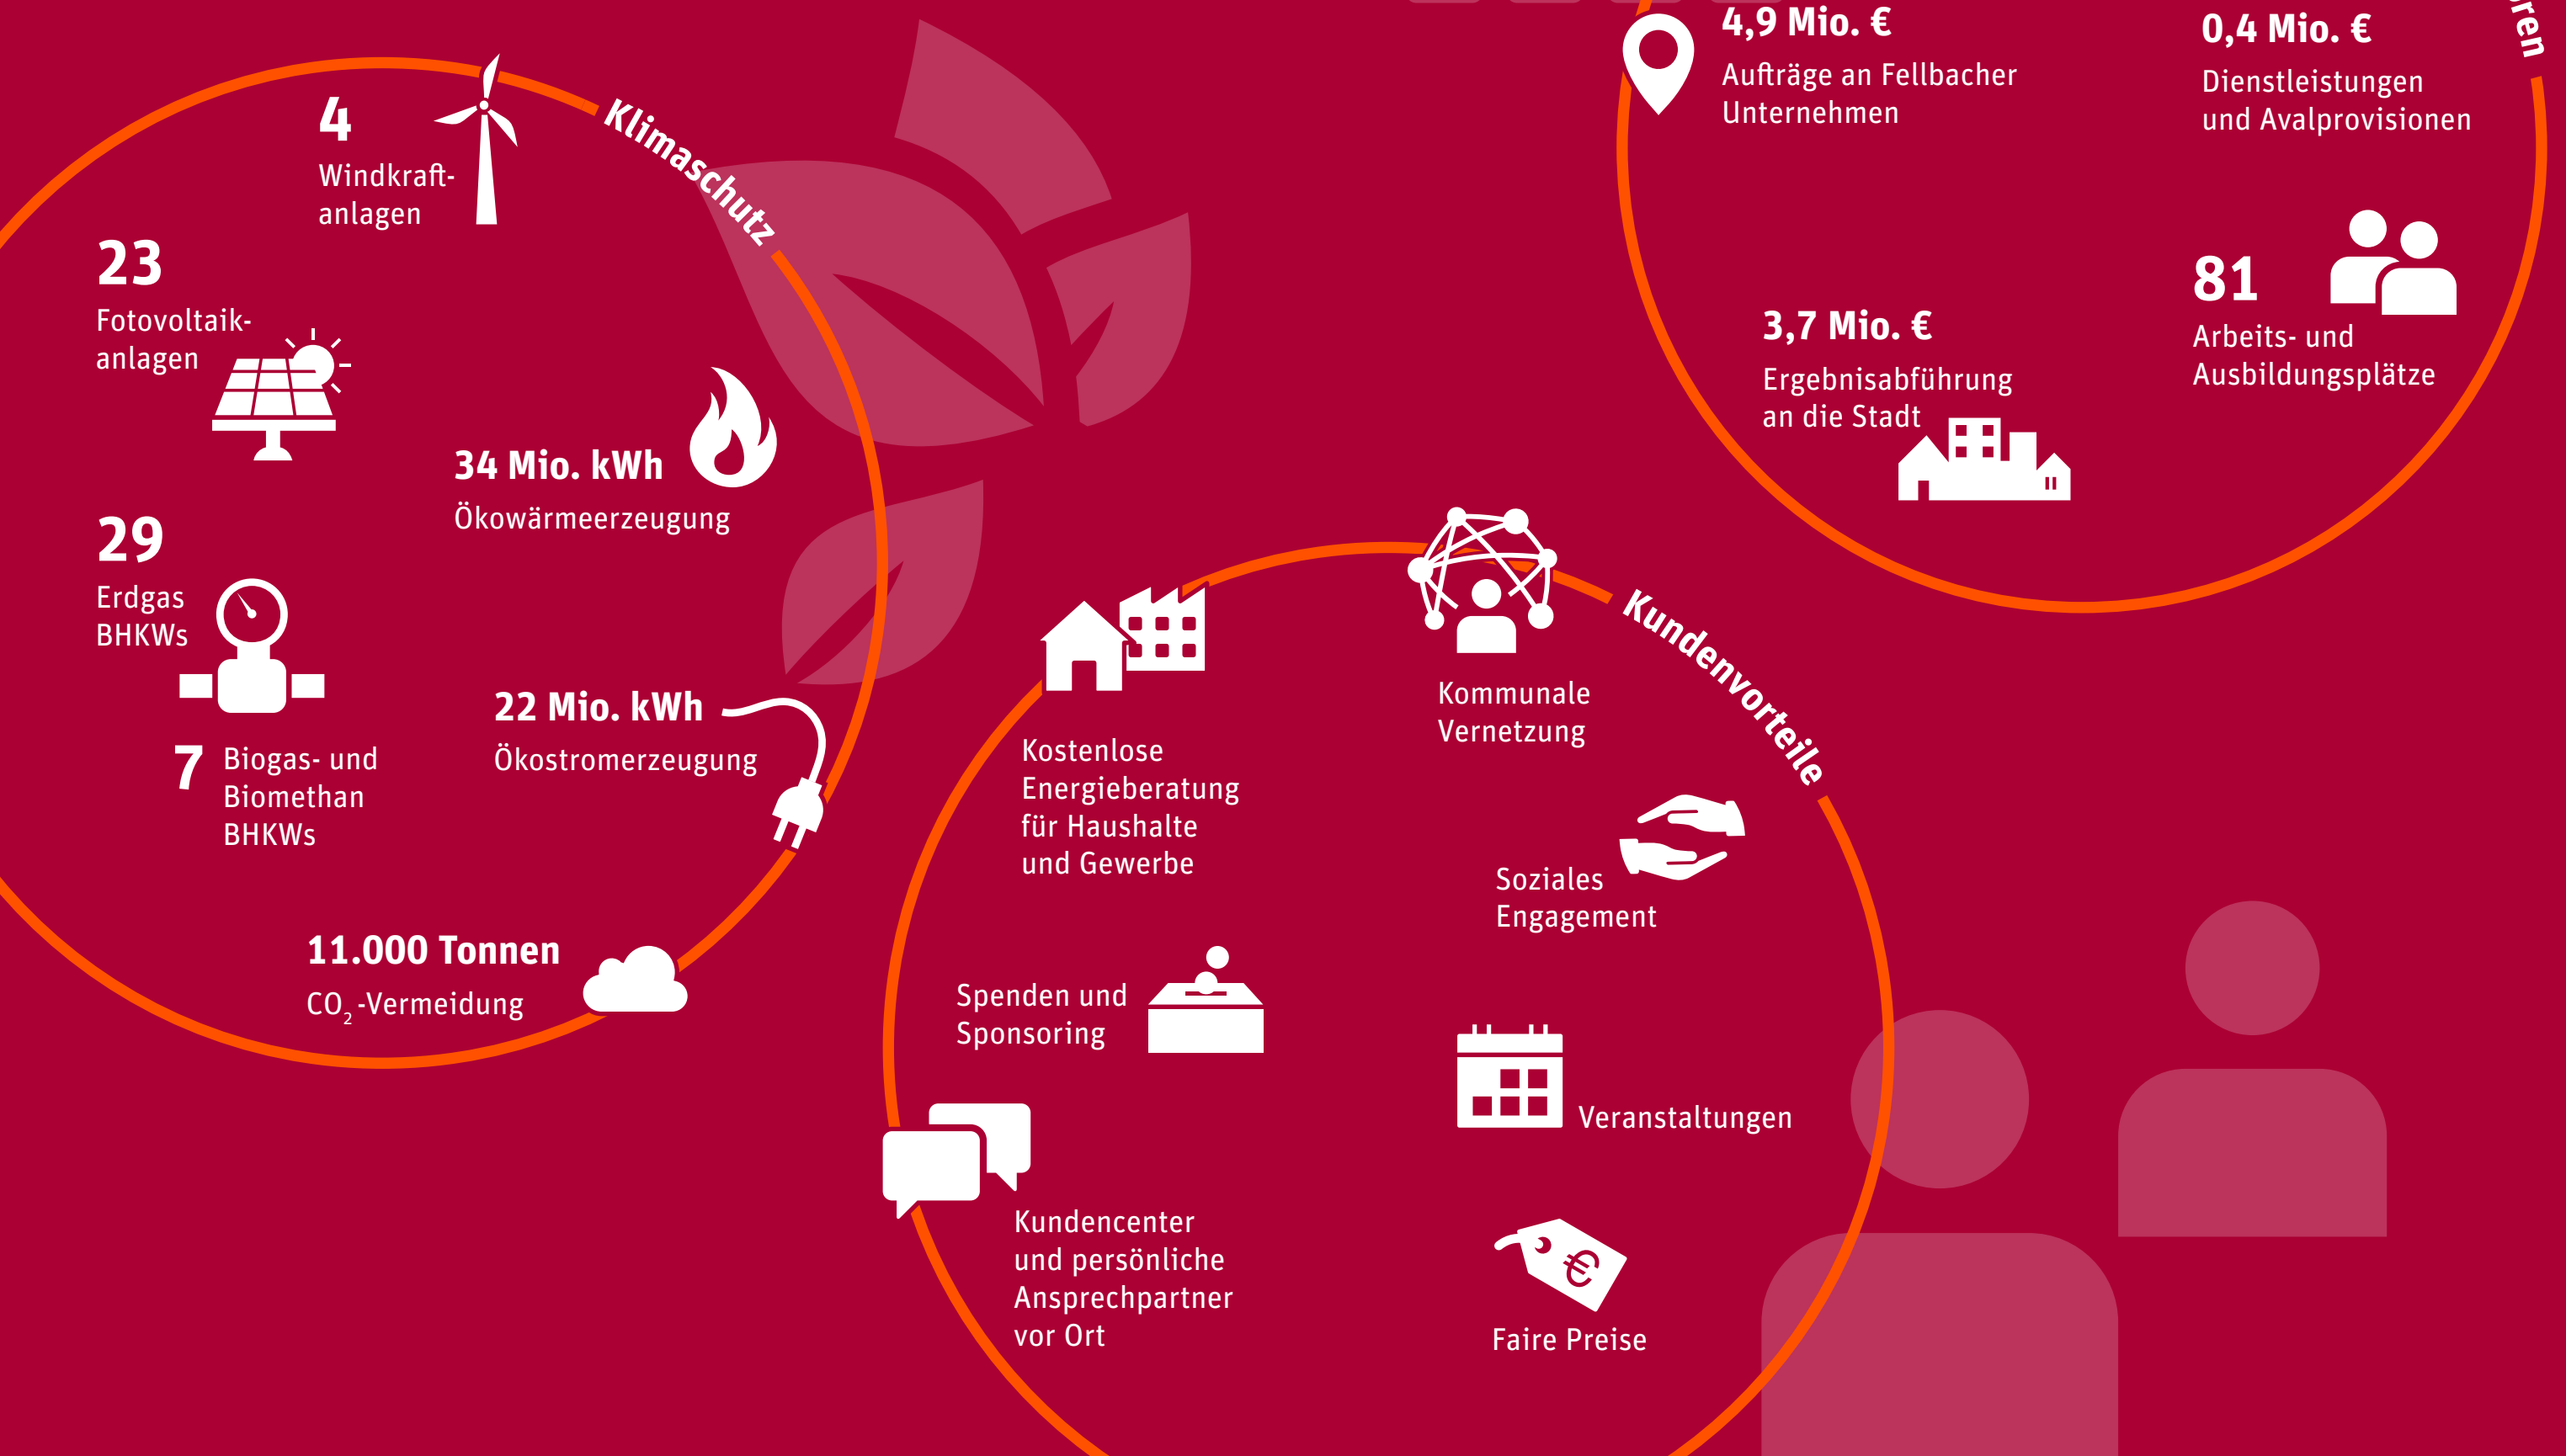 Klimaschutz
4
Windkraft-
anlagen
23
Fotovoltaik-
anlagen
34 Mio. kWh
Ökowärmeerzeugung
29
Erdgas
BHKWs
22 Mio. kWh
Ökostromerzeugung
7
Biogas- und
Biomethan
BHKWs
11.000 Tonnen
CO₂-Vermeidung
4,9 Mio. €
Aufträge an Fellbacher
Unternehmen
0,4 Mio. €
Dienstleistungen
und Avalprovisionen
81
Arbeits- und
Ausbildungsplätze
3,7 Mio. €
Ergebnisabführung
an die Stadt
Kundenvorteile
Kommunale
Vernetzung
Kostenlose
Energieberatung
für Haushalte
und Gewerbe
Soziales
Engagement
Spenden und
Sponsoring
Veranstaltungen
Kundencenter
und persönliche
Ansprechpartner
vor Ort
€
Faire Preise